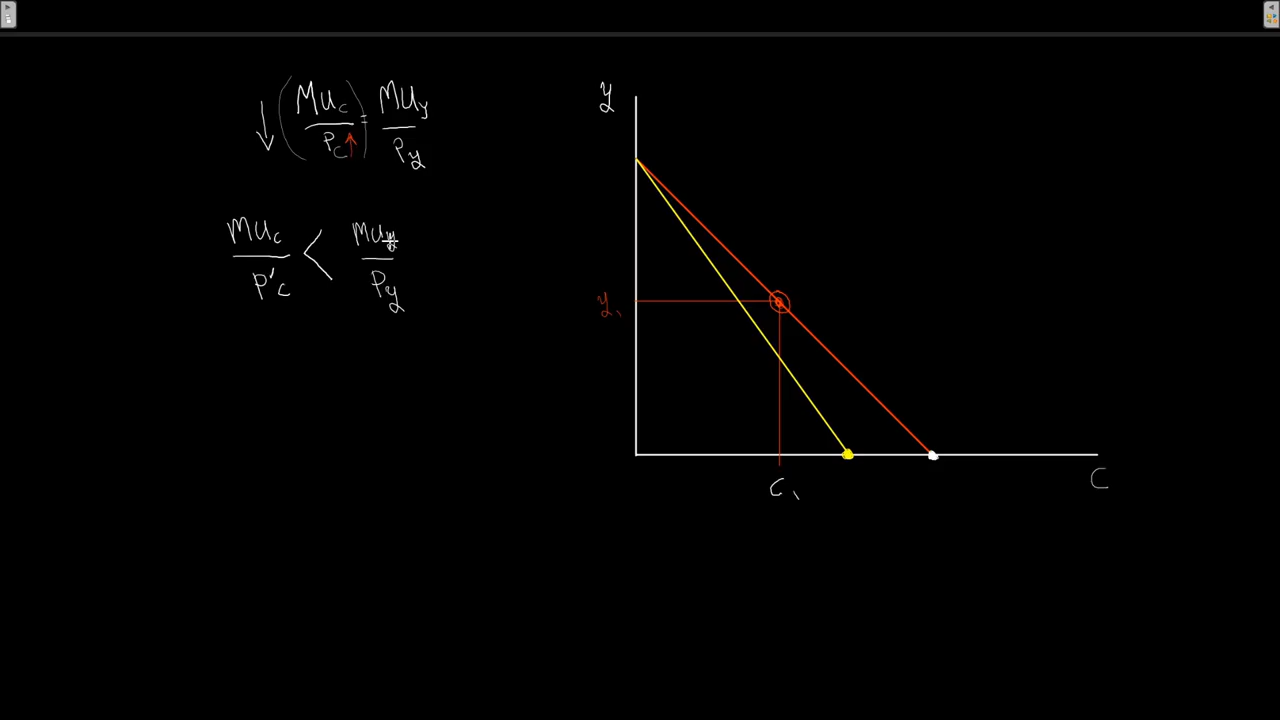 MUc = MUy
Pc↑ Py
MUc < MUy
P'c Py
y
y₁
c₁
C